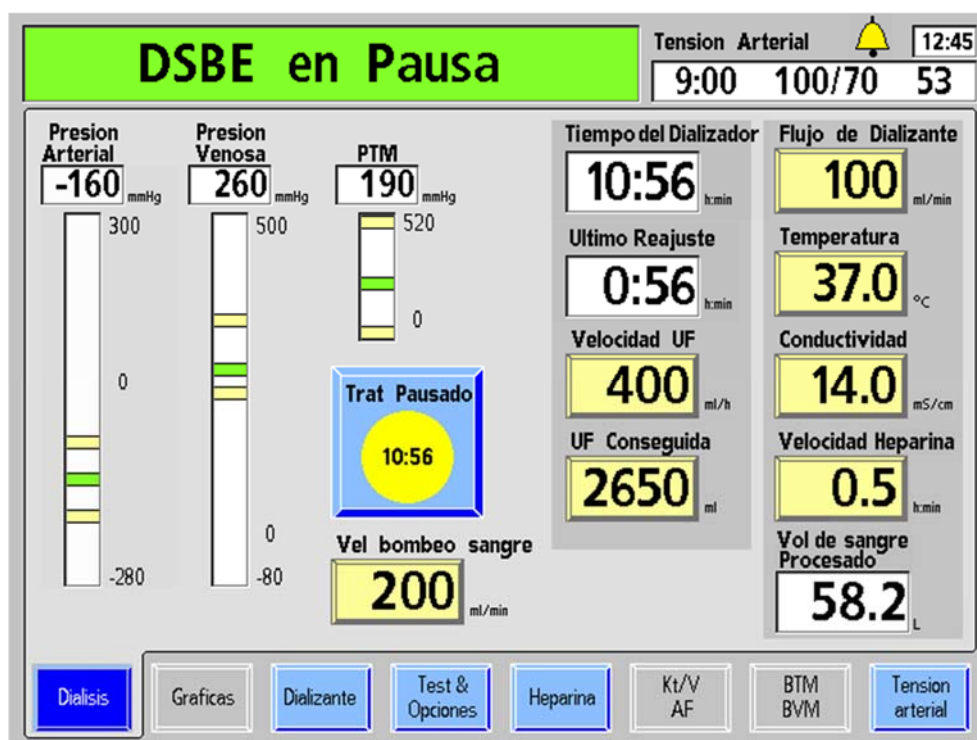 DSBE en Pausa
Tension Arterial
12:45
9:00 100/70 53
Presion
Arterial
-160 mmHg
300
0
-280
Presion
Venosa
260 mmHg
500
0
-80
PTM
190 mmHg
520
0
Trat Pausado
10:56
Vel bombeo sangre
200 ml/min
Tiempo del Dializador
10:56 h:min
Ultimo Reajuste
0:56 h:min
Velocidad UF
400 ml/h
UF Conseguida
2650 ml
Flujo de Dializante
100 ml/min
Temperatura
37.0 °C
Conductividad
14.0 mS/cm
Velocidad Heparina
0.5 h:min
Vol de sangre
Procesado
58.2 L
Dialisis
Graficas
Dializante
Test &
Opciones
Heparina
Kt/V
AF
BTM
BVM
Tension
arterial